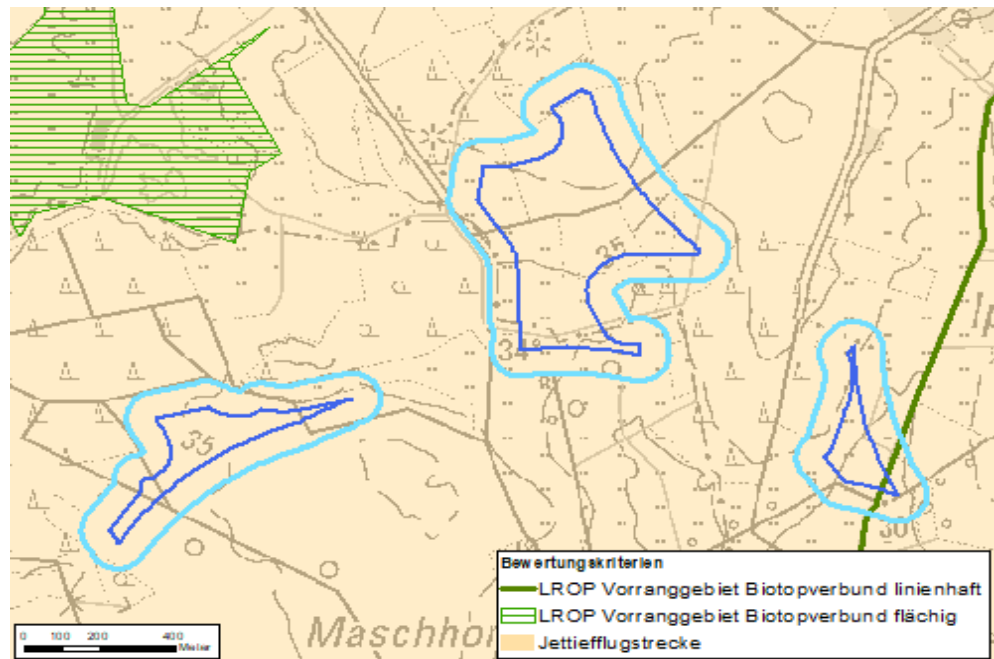 35
34
35
30
Maschhor
0 100 200 400
Meter
Bewertungskriterien
LROP Vorranggebiet Biotopverbund linienhaft
LROP Vorranggebiet Biotopverbund flächig
Jettiefflugstrecke